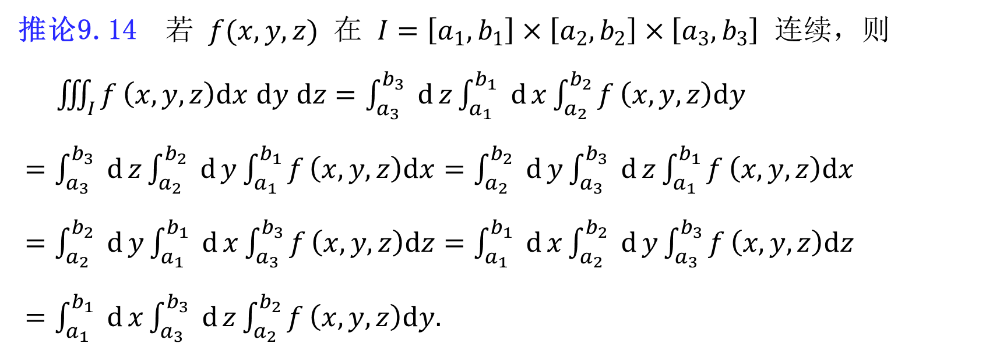 推论9.14 若 f(x, y, z) 在 I = [a₁, b₁] × [a₂, b₂] × [a₃, b₃] 连续，则
∭_I f (x, y, z)dx dy dz = ∫_{a₃}^{b₃} d z ∫_{a₁}^{b₁} d x ∫_{a₂}^{b₂} f (x, y, z)dy
= ∫_{a₃}^{b₃} d z ∫_{a₂}^{b₂} d y ∫_{a₁}^{b₁} f (x, y, z)dx = ∫_{a₂}^{b₂} d y ∫_{a₃}^{b₃} d z ∫_{a₁}^{b₁} f (x, y, z)dx
= ∫_{a₂}^{b₂} d y ∫_{a₁}^{b₁} d x ∫_{a₃}^{b₃} f (x, y, z)dz = ∫_{a₁}^{b₁} d x ∫_{a₂}^{b₂} d y ∫_{a₃}^{b₃} f (x, y, z)dz
= ∫_{a₁}^{b₁} d x ∫_{a₃}^{b₃} d z ∫_{a₂}^{b₂} f (x, y, z)dy.